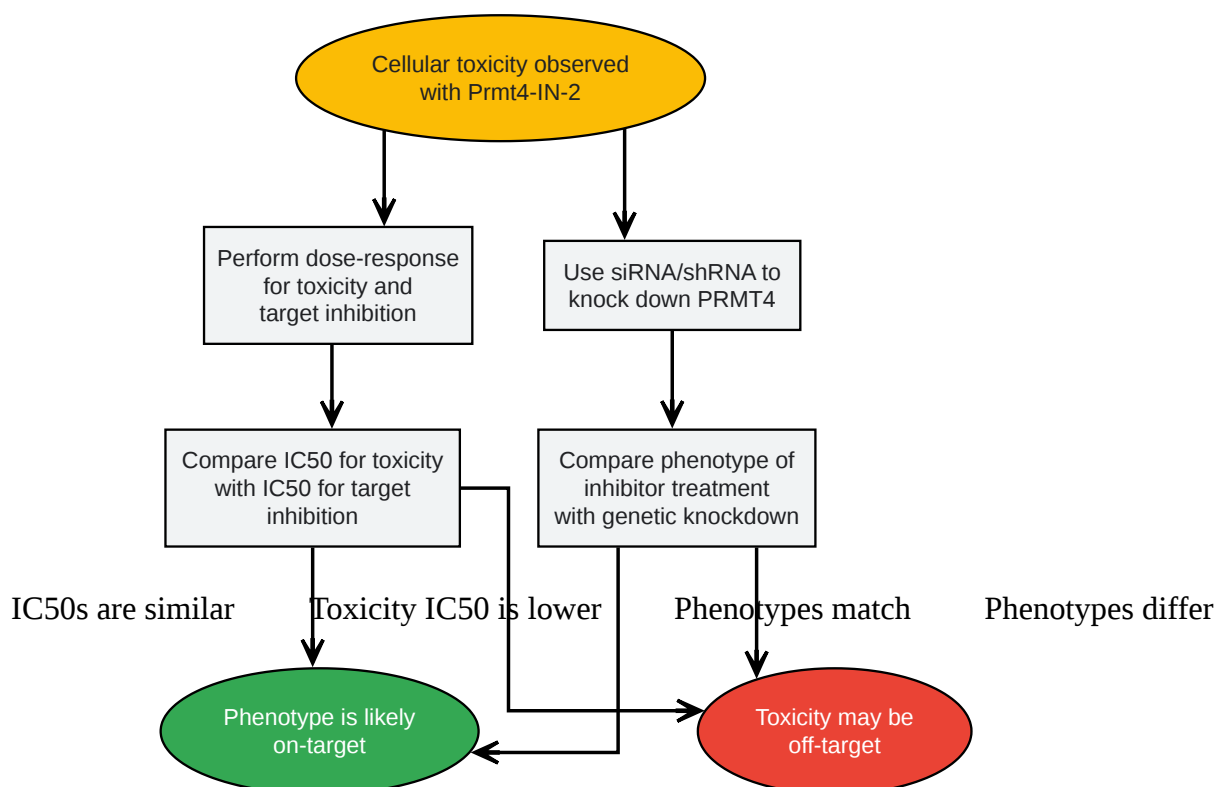 Cellular toxicity observed
with Prmt4-IN-2
Perform dose-response
for toxicity and
target inhibition
Use siRNA/shRNA to
knock down PRMT4
Compare IC50 for toxicity
with IC50 for target
inhibition
Compare phenotype of
inhibitor treatment
with genetic knockdown
IC50s are similar
Toxicity IC50 is lower
Phenotypes match
Phenotypes differ
Phenotype is likely
on-target
Toxicity may be
off-target